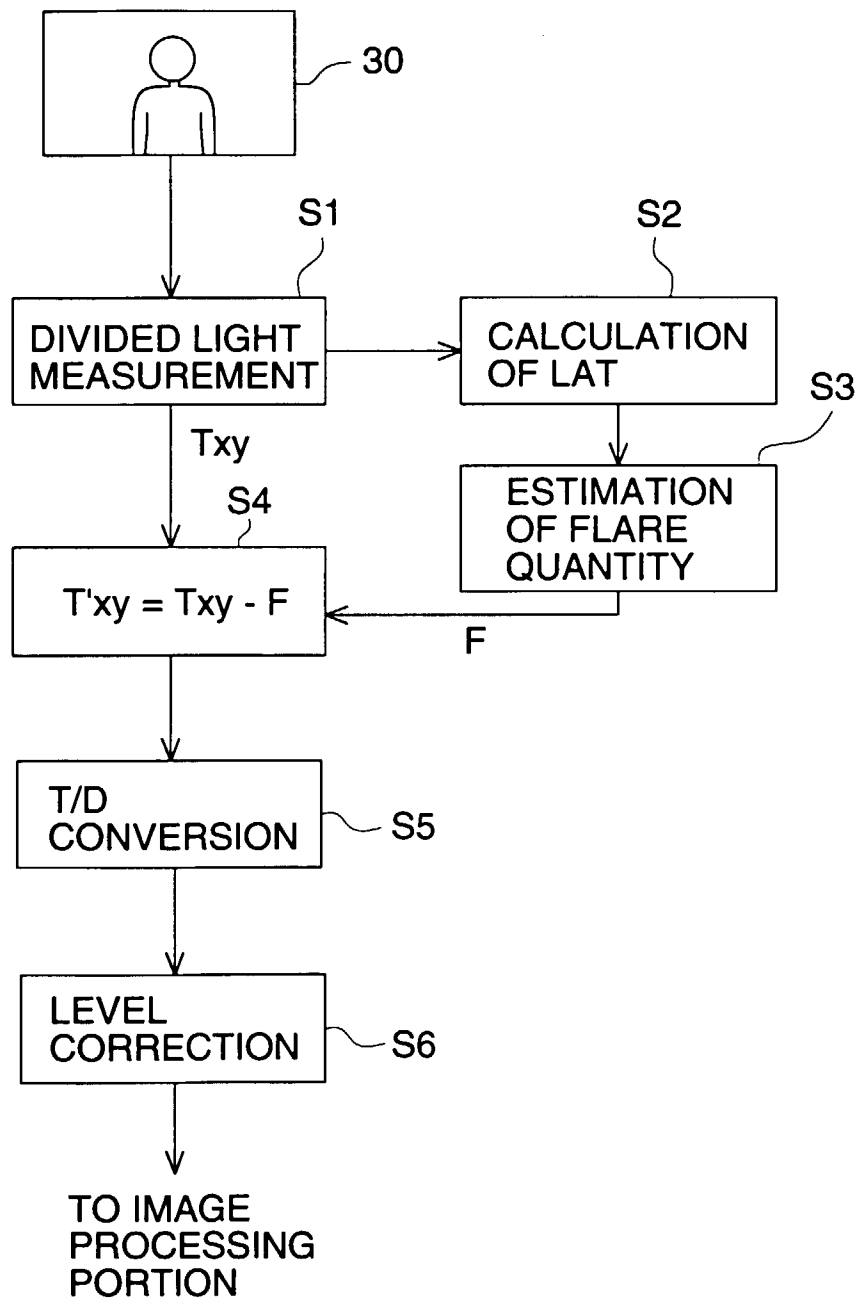 30
S1
S2
DIVIDED LIGHT
MEASUREMENT
CALCULATION
OF LAT
S3
Txy
ESTIMATION
OF FLARE
QUANTITY
S4
T'xy = Txy - F
F
T/D
CONVERSION
S5
LEVEL
CORRECTION
S6
TO IMAGE
PROCESSING
PORTION